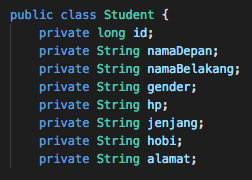 public class Student {
    private long id;
    private String namaDepan;
    private String namaBelakang;
    private String gender;
    private String hp;
    private String jenjang;
    private String hobi;
    private String alamat;